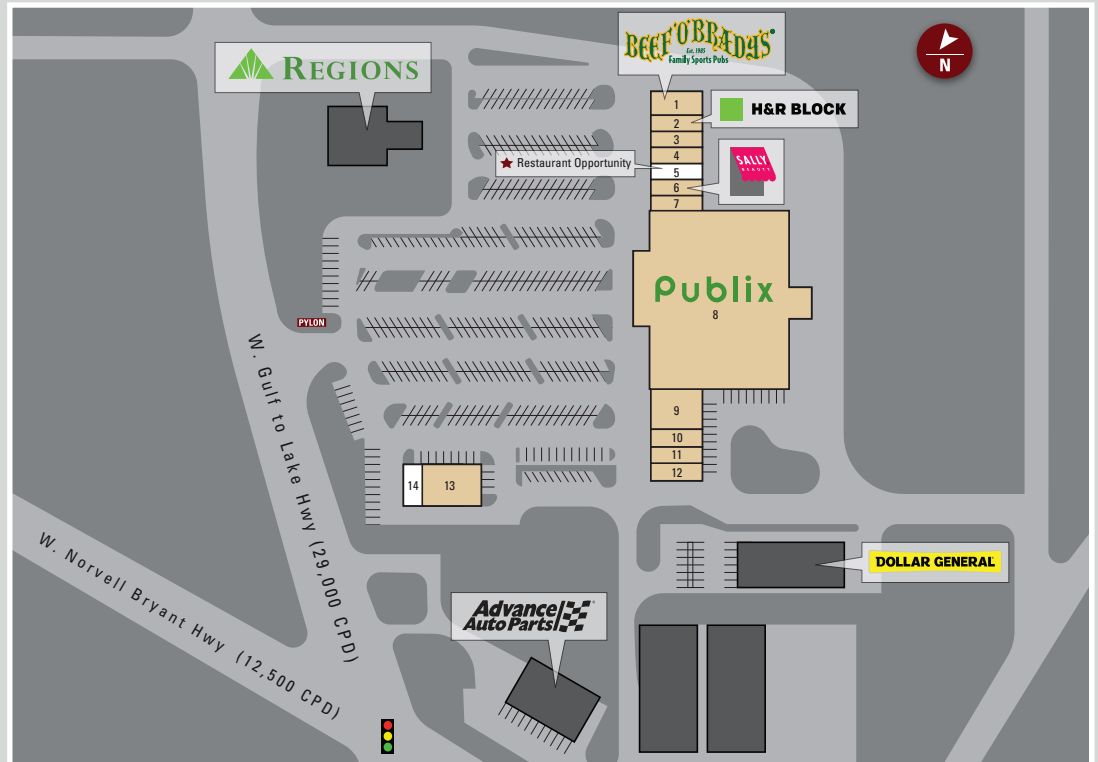 BEEF 'O' BRADY'S®
Est. 1985
Family Sports Pubs
N
REGIONS
1
H&R BLOCK
2
3
4
★ Restaurant Opportunity
5
SALLY
BEAUTY
6
7
Publix
8
PYLON
W. Gulf to Lake Hwy (29,000 CPD)
9
10
11
12
14
13
W. Norvell Bryant Hwy (12,500 CPD)
DOLLAR GENERAL
Advance
Auto Parts